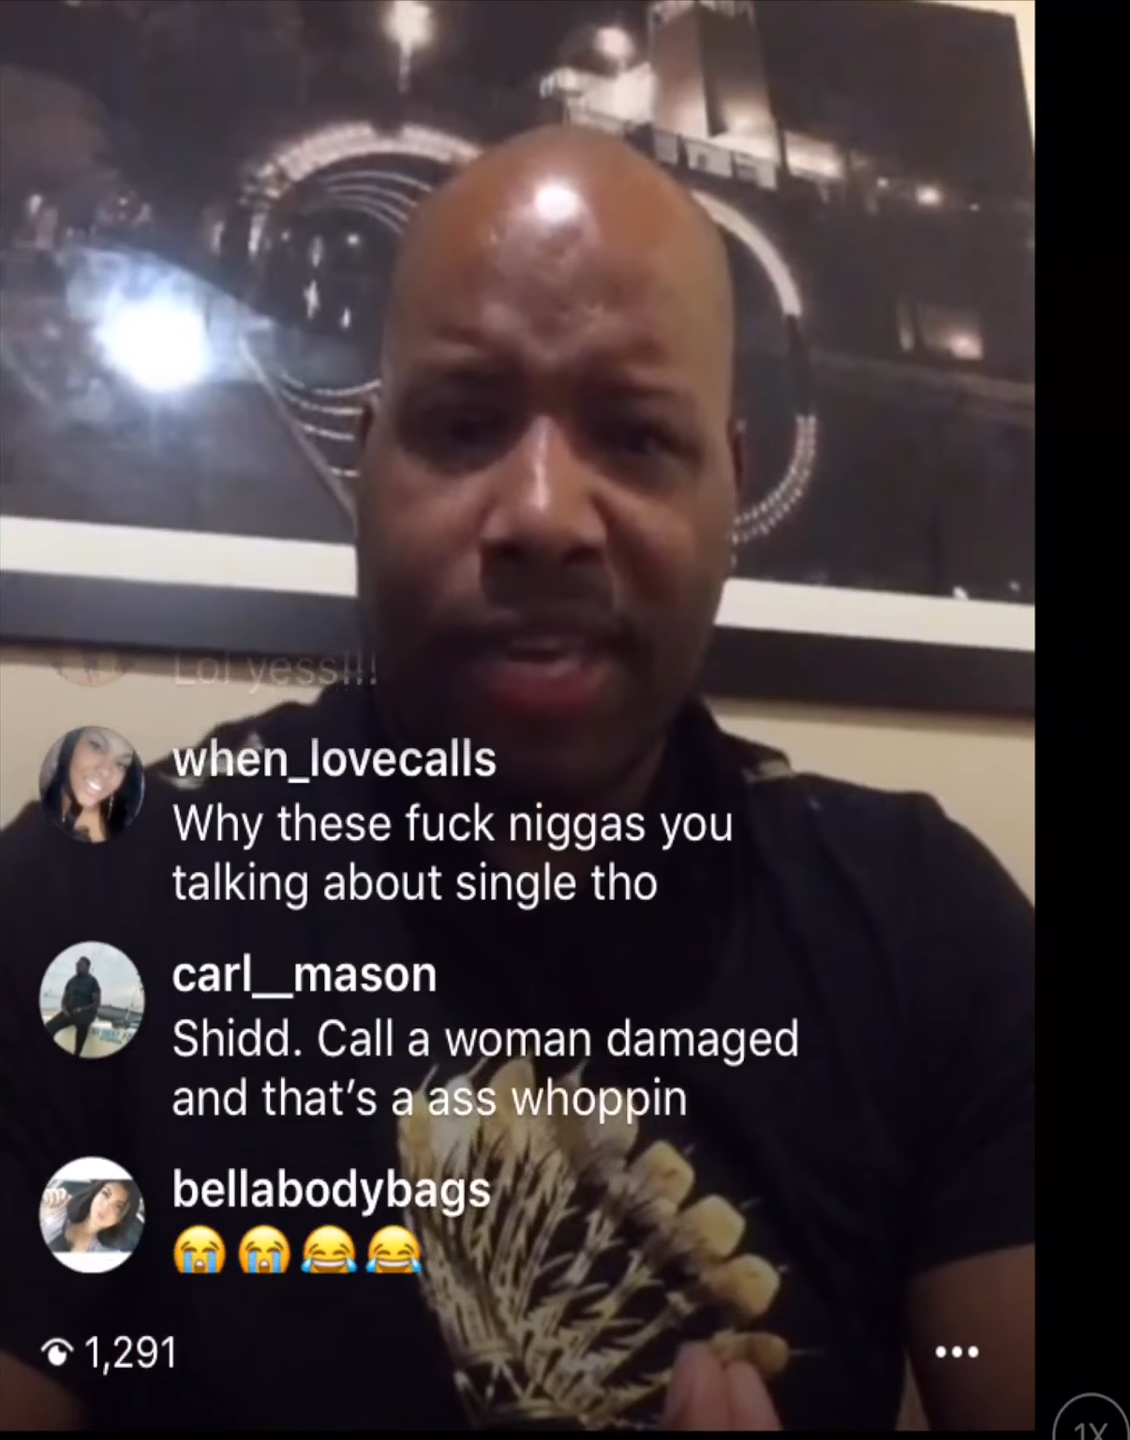 Lol yess!!!
when_lovecalls
Why these fuck niggas you
talking about single tho
carl__mason
Shidd. Call a woman damaged
and that's a ass whoppin
bellabodybags
😭😭😂😂
1,291
1X